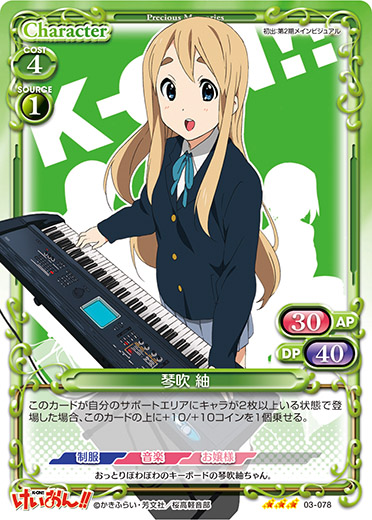 Precious Memories
Character
初出:第2期メインビジュアル
COST
4
SOURCE
1
K-ON!!
30 AP
DP 40
琴吹 紬
このカードが自分のサポートエリアにキャラが2枚以上いる状態で登
場した場合、このカードの上に+10/+10コインを1個乗せる。
制服 音楽 お嬢様
おっとりぽわぽわのキーボードの琴吹紬ちゃん。
K-ON!
けいおん!!
©かきふらい・芳文社/桜高軽音部
03-078